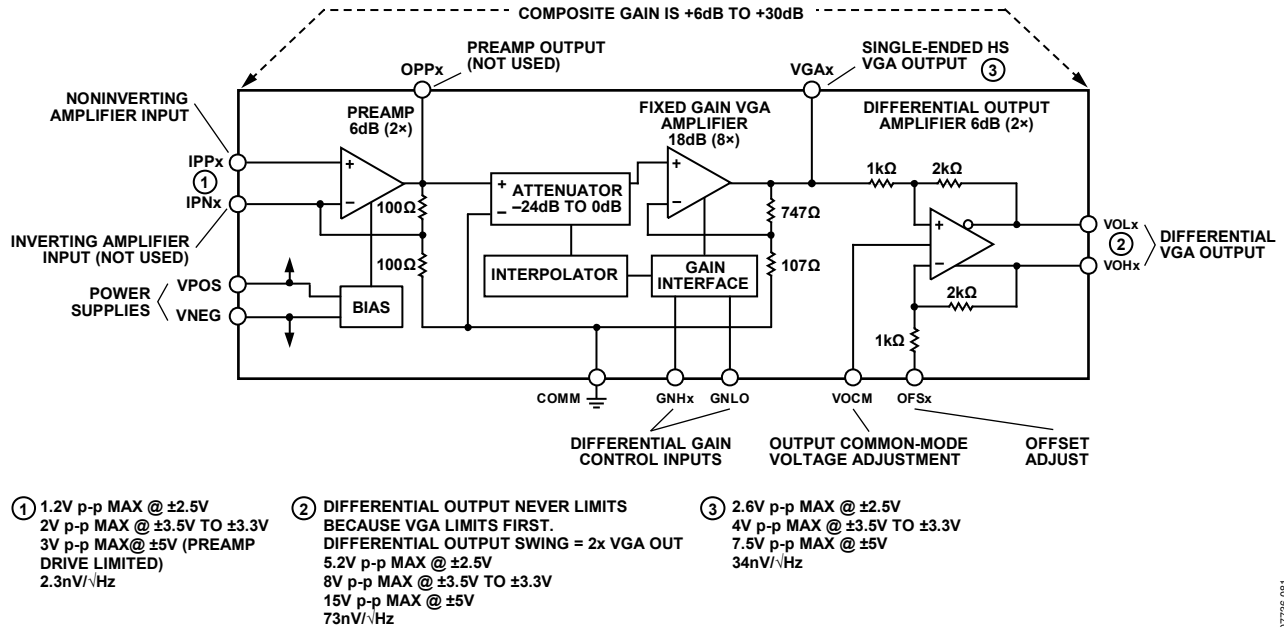 COMPOSITE GAIN IS +6dB TO +30dB
PREAMP OUTPUT
(NOT USED)
OPPx
VGAx
SINGLE-ENDED HS
VGA OUTPUT
3
NONINVERTING
AMPLIFIER INPUT
PREAMP
6dB (2×)
FIXED GAIN VGA
AMPLIFIER
18dB (8×)
DIFFERENTIAL OUTPUT
AMPLIFIER 6dB (2×)
IPPx
1
IPNx
+
−
100Ω
100Ω
+
−
ATTENUATOR
–24dB TO 0dB
+
−
747Ω
107Ω
1kΩ
2kΩ
+
−
2kΩ
1kΩ
VOLx
2
VOHx
DIFFERENTIAL
VGA OUTPUT
INVERTING AMPLIFIER
INPUT (NOT USED)
INTERPOLATOR
GAIN
INTERFACE
POWER
SUPPLIES
VPOS
VNEG
BIAS
COMM
GNHx
GNLO
VOCM
OFSx
DIFFERENTIAL GAIN
CONTROL INPUTS
OUTPUT COMMON-MODE
VOLTAGE ADJUSTMENT
OFFSET
ADJUST
1 1.2V p-p MAX @ ±2.5V
2V p-p MAX @ ±3.5V TO ±3.3V
3V p-p MAX@ ±5V (PREAMP
DRIVE LIMITED)
2.3nV/√Hz
2 DIFFERENTIAL OUTPUT NEVER LIMITS
BECAUSE VGA LIMITS FIRST.
DIFFERENTIAL OUTPUT SWING = 2x VGA OUT
5.2V p-p MAX @ ±2.5V
8V p-p MAX @ ±3.5V TO ±3.3V
15V p-p MAX @ ±5V
73nV/√Hz
3 2.6V p-p MAX @ ±2.5V
4V p-p MAX @ ±3.5V TO ±3.3V
7.5V p-p MAX @ ±5V
34nV/√Hz